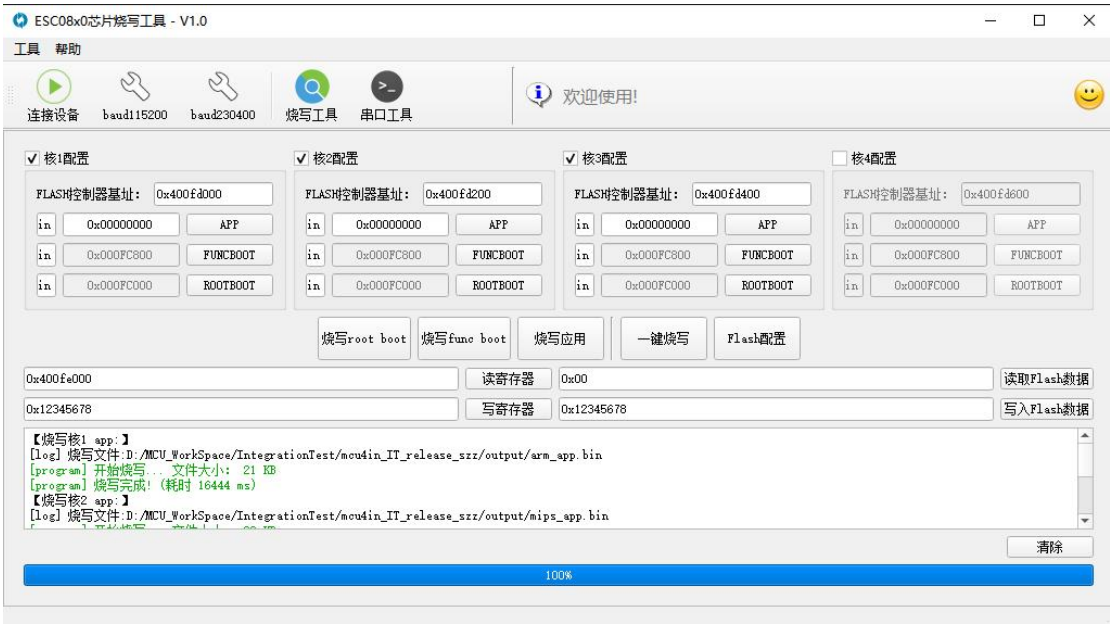 ESC08x0芯片烧写工具 - V1.0
工具 帮助
连接设备 baud115200 baud230400 烧写工具 串口工具 欢迎使用!
核1配置 核2配置 核3配置 核4配置
FLASH控制器基址: 0x400fd000 FLASH控制器基址: 0x400fd200 FLASH控制器基址: 0x400fd400 FLASH控制器基址: 0x400fd600
in 0x00000000 APP in 0x00000000 APP in 0x00000000 APP in 0x00000000 APP
in 0x000FC800 FUNCBOOT in 0x000FC800 FUNCBOOT in 0x000FC800 FUNCBOOT in 0x000FC800 FUNCBOOT
in 0x000FC000 ROOTBOOT in 0x000FC000 ROOTBOOT in 0x000FC000 ROOTBOOT in 0x000FC000 ROOTBOOT
烧写root boot 烧写func boot 烧写应用 一键烧写 Flash配置
0x400fe000 读寄存器 0x00 读取Flash数据
0x12345678 写寄存器 0x12345678 写入Flash数据
【烧写核1 app:】
[log] 烧写文件:D:/MCU_WorkSpace/IntegrationTest/mcu4in_IT_release_szz/output/arm_app.bin
[program] 开始烧写... 文件大小: 21 KB
[program] 烧写完成! (耗时 16444 ms)
【烧写核2 app:】
[log] 烧写文件:D:/MCU_WorkSpace/IntegrationTest/mcu4in_IT_release_szz/output/mips_app.bin
清除
100%